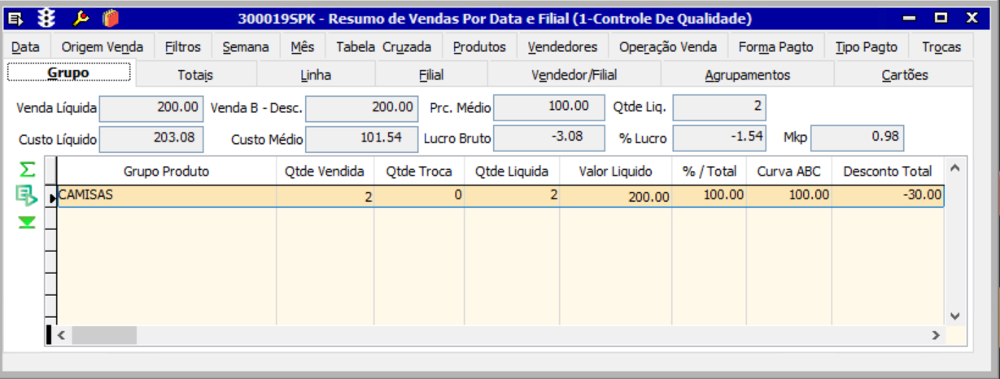 300019SPK - Resumo de Vendas Por Data e Filial (1-Controle De Qualidade)
Data Origem Venda Filtros Semana Mês Tabela Cruzada Produtos Vendedores Operação Venda Forma Pagto Tipo Pagto Trocas
Grupo Totais Linha Filial Vendedor/Filial Agrupamentos Cartões
Venda Líquida 200.00 Venda B - Desc. 200.00 Prc. Médio 100.00 Qtde Liq. 2
Custo Líquido 203.08 Custo Médio 101.54 Lucro Bruto -3.08 % Lucro -1.54 Mkp 0.98
Grupo Produto Qtde Vendida Qtde Troca Qtde Liquida Valor Liquido % / Total Curva ABC Desconto Total
CAMISAS 2 0 2 200.00 100.00 100.00 -30.00